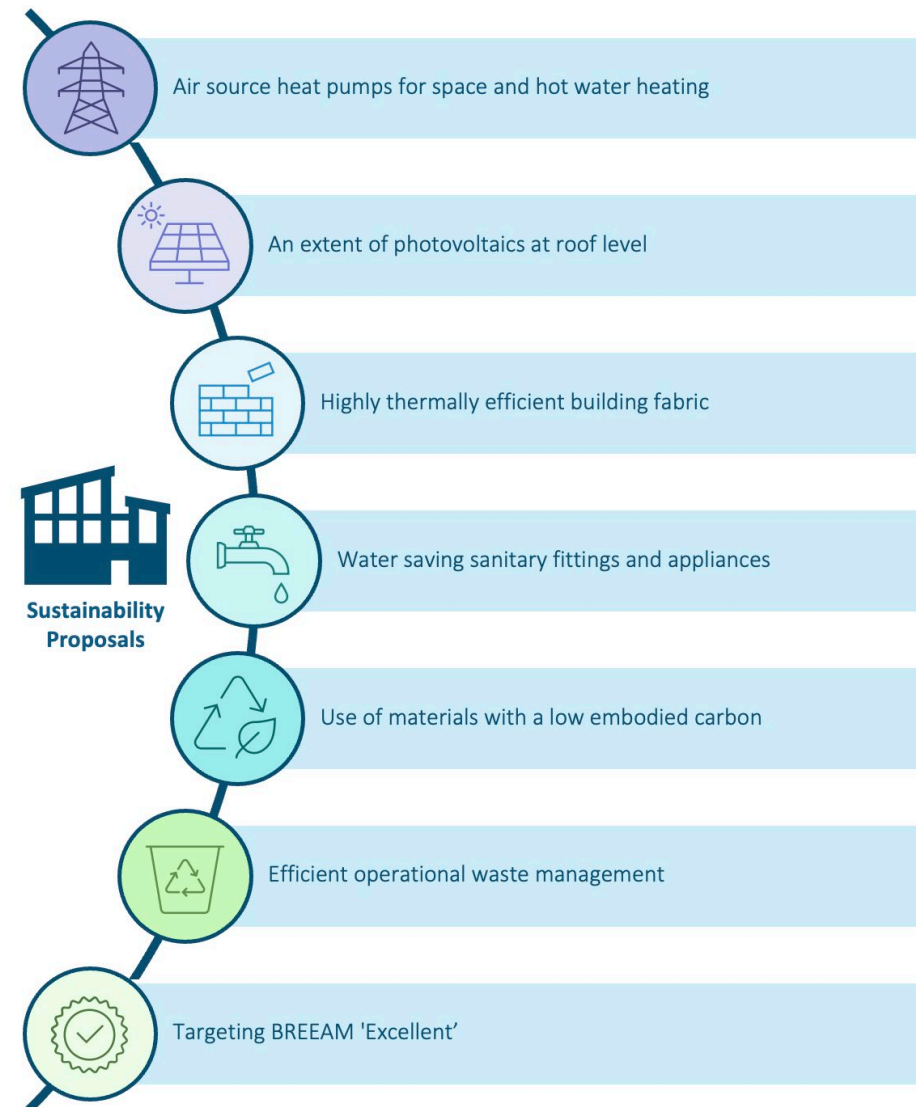 Air source heat pumps for space and hot water heating
An extent of photovoltaics at roof level
Highly thermally efficient building fabric
Water saving sanitary fittings and appliances
Sustainability
Proposals
Use of materials with a low embodied carbon
Efficient operational waste management
Targeting BREEAM 'Excellent’